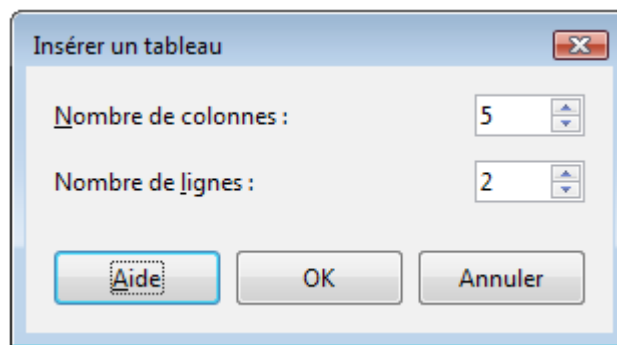 Insérer un tableau
Nombre de colonnes : 5
Nombre de lignes : 2
Aide OK Annuler